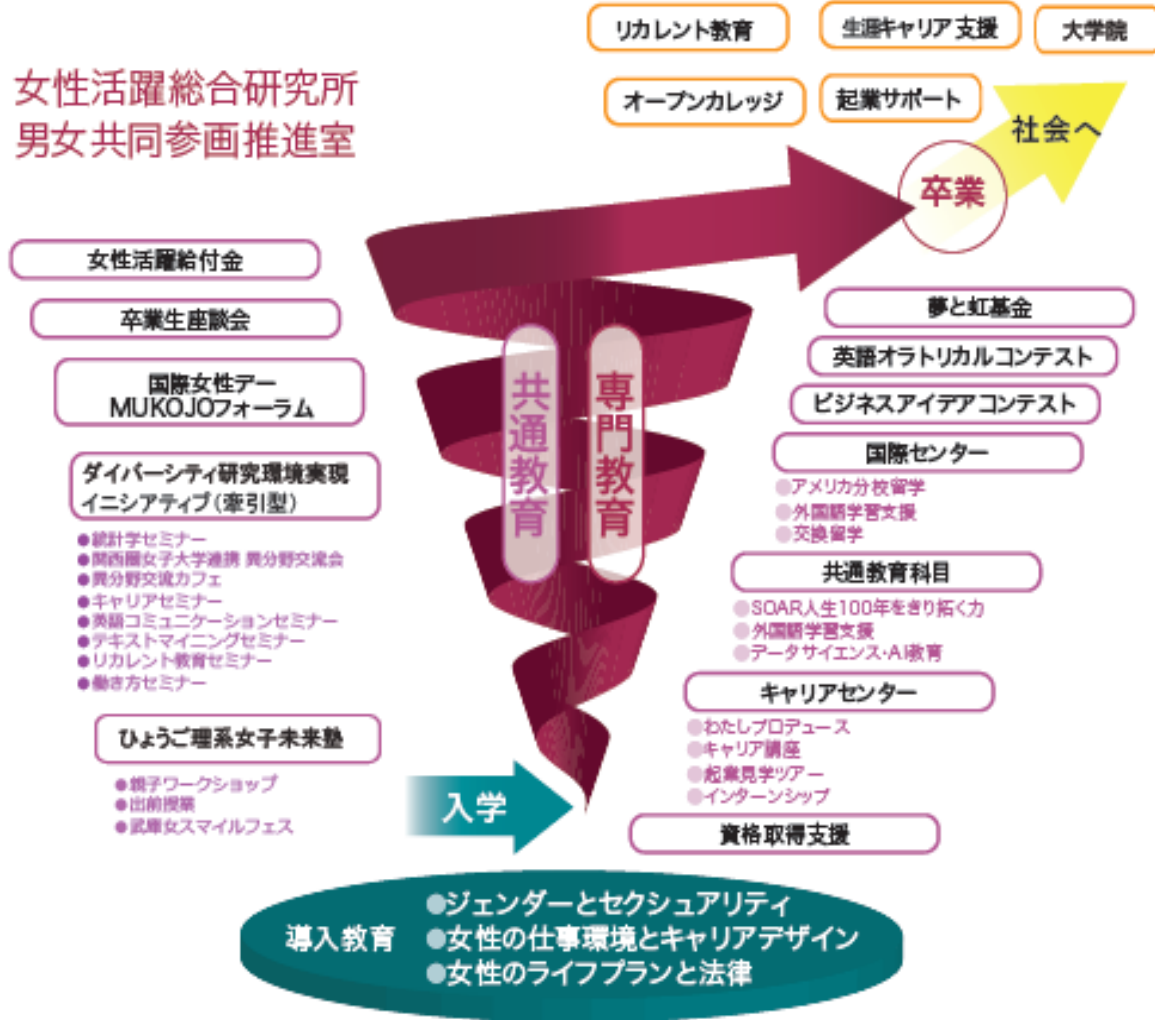 女性活躍総合研究所
男女共同参画推進室
リカレント教育
生涯キャリア支援
大学院
オープンカレッジ
起業サポート
社会へ
卒業
女性活躍給付金
卒業生座談会
国際女性デー
MUKOJOフォーラム
ダイバーシティ研究環境実現
イニシアティブ(牽引型)
●統計学セミナー
●関西圏女子大学連携 異分野交流会
●異分野交流カフェ
●キャリアセミナー
●英語コミュニケーションセミナー
●テキストマイニングセミナー
●リカレント教育セミナー
●働き方セミナー
ひょうご理系女子未来塾
●親子ワークショップ
●出前授業
●武庫女スマイルフェス
共通教育
専門教育
夢と虹基金
英語オラトリカルコンテスト
ビジネスアイデアコンテスト
国際センター
●アメリカ分校留学
●外国語学習支援
●交換留学
共通教育科目
●SOAR人生100年をきり拓く力
●外国語学習支援
●データサイエンス・AI教育
キャリアセンター
●わたしプロデュース
●キャリア講座
●起業見学ツアー
●インターンシップ
資格取得支援
入学
導入教育
●ジェンダーとセクシュアリティ
●女性の仕事環境とキャリアデザイン
●女性のライフプランと法律